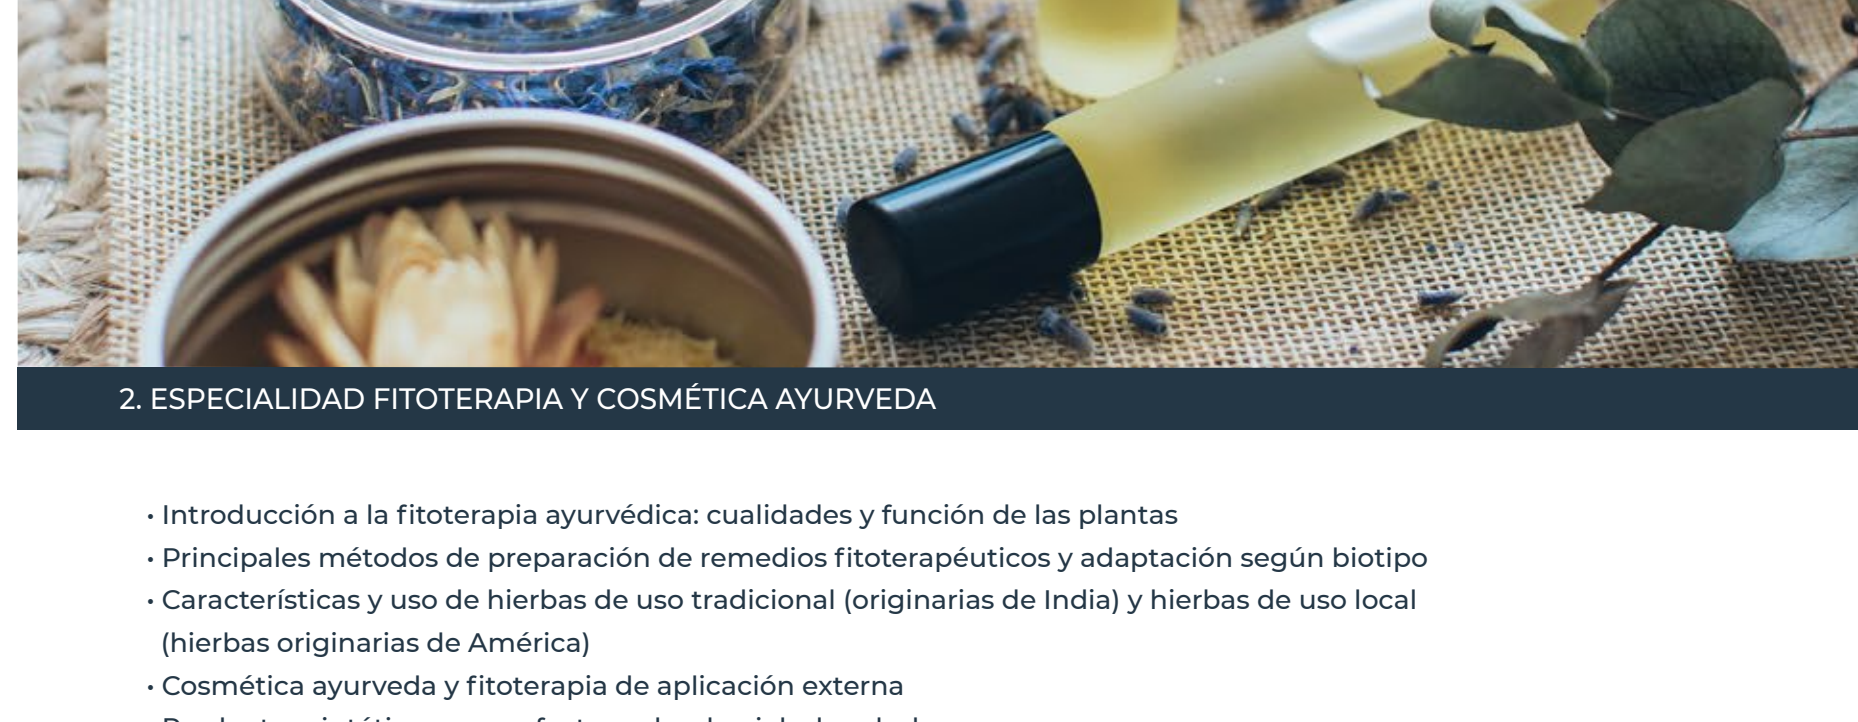 2. ESPECIALIDAD FITOTERAPIA Y COSMÉTICA AYURVEDA
• Introducción a la fitoterapia ayurvédica: cualidades y función de las plantas
• Principales métodos de preparación de remedios fitoterapéuticos y adaptación según biotipo
• Características y uso de hierbas de uso tradicional (originarias de India) y hierbas de uso local
(hierbas originarias de América)
• Cosmética ayurveda y fitoterapia de aplicación externa